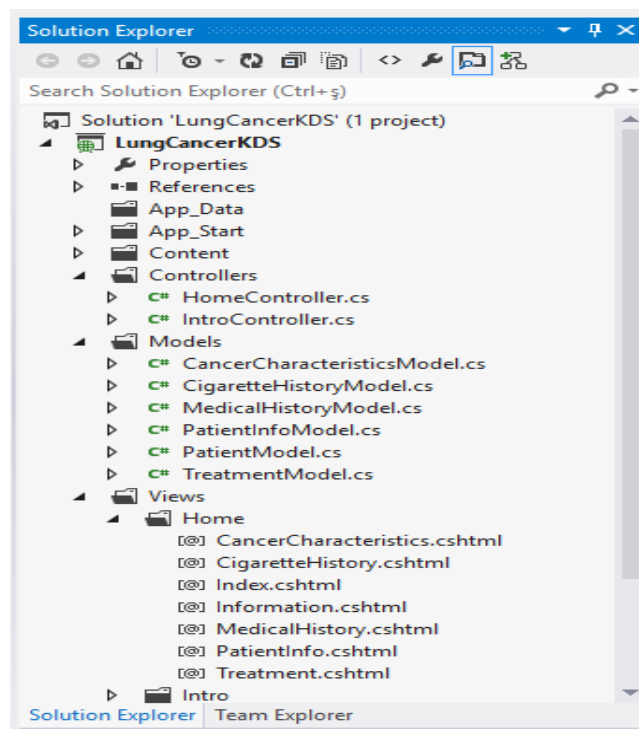 Solution Explorer
Search Solution Explorer (Ctrl+ş)
Solution 'LungCancerKDS' (1 project)
LungCancerKDS
Properties
References
App_Data
App_Start
Content
Controllers
C# HomeController.cs
C# IntroController.cs
Models
C# CancerCharacteristicsModel.cs
C# CigaretteHistoryModel.cs
C# MedicalHistoryModel.cs
C# PatientInfoModel.cs
C# PatientModel.cs
C# TreatmentModel.cs
Views
Home
[@] CancerCharacteristics.cshtml
[@] CigaretteHistory.cshtml
[@] Index.cshtml
[@] Information.cshtml
[@] MedicalHistory.cshtml
[@] PatientInfo.cshtml
[@] Treatment.cshtml
Intro
Solution Explorer Team Explorer